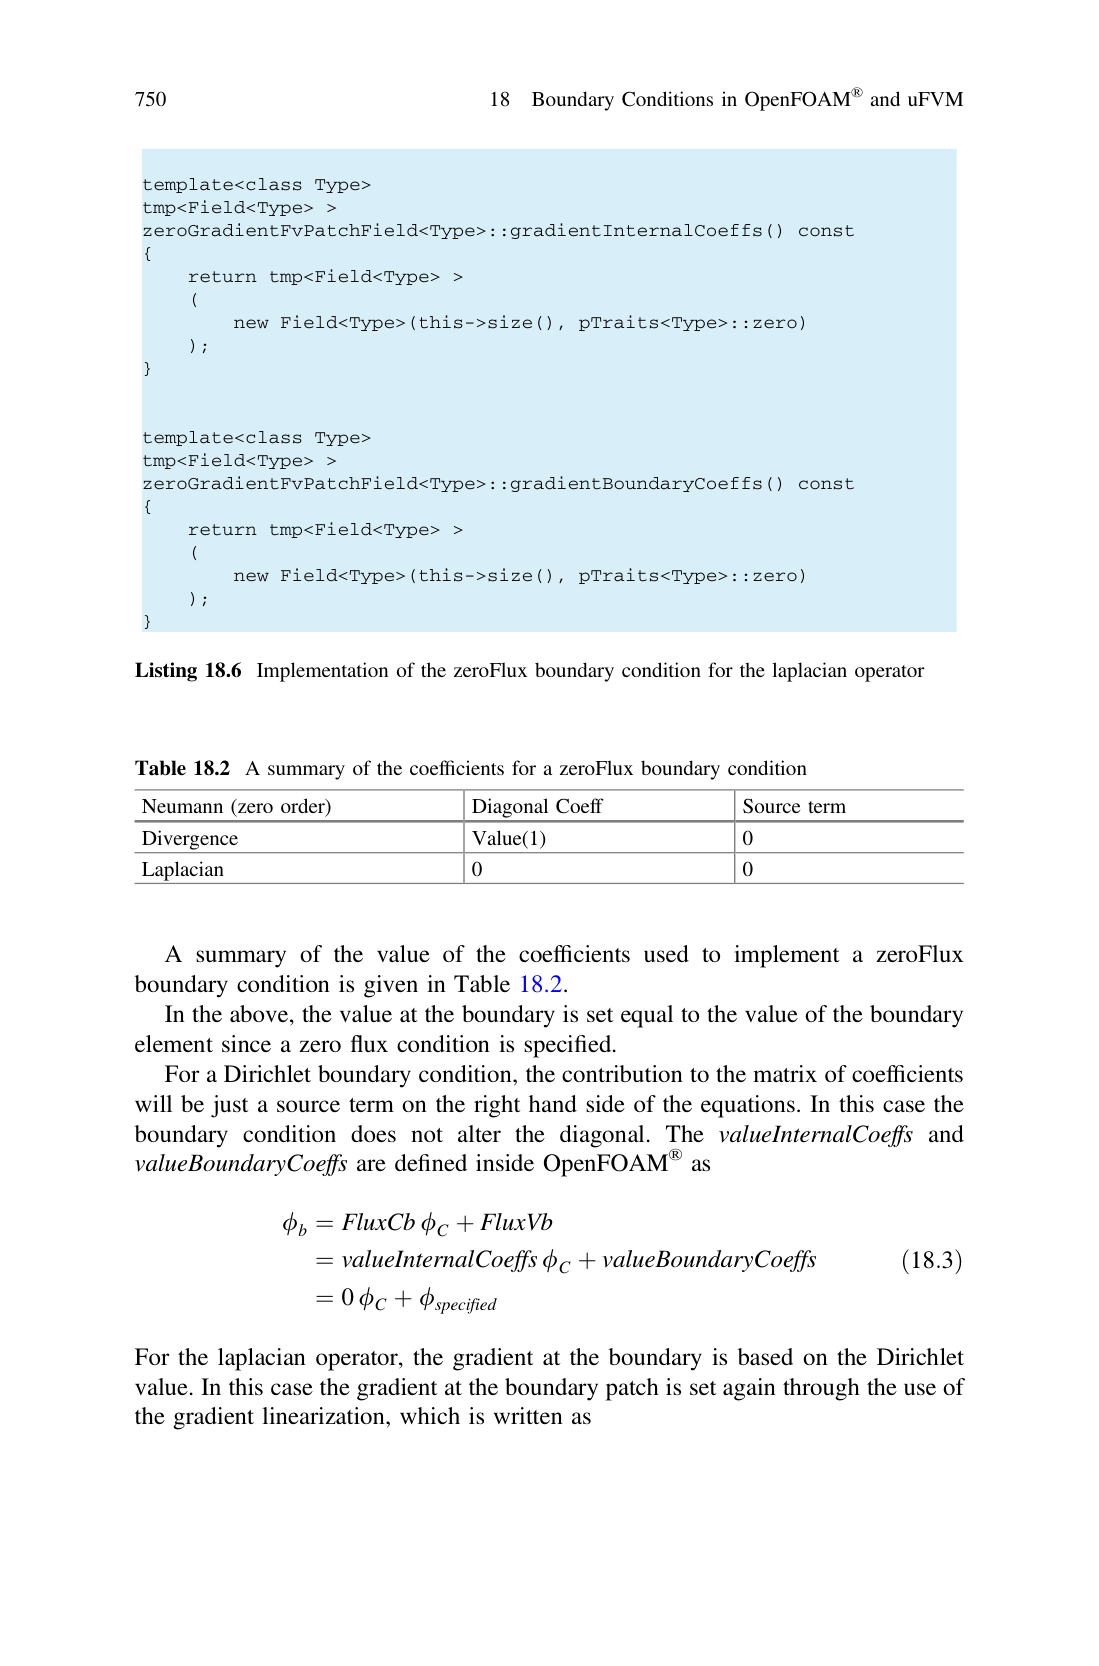 750
18 Boundary Conditions in OpenFOAM® and uFVM
template<class Type>
tmp<Field<Type> >
zeroGradientFvPatchField<Type>::gradientInternalCoeffs() const
{
    return tmp<Field<Type> >
    (
        new Field<Type>(this->size(), pTraits<Type>::zero)
    );
}
template<class Type>
tmp<Field<Type> >
zeroGradientFvPatchField<Type>::gradientBoundaryCoeffs() const
{
    return tmp<Field<Type> >
    (
        new Field<Type>(this->size(), pTraits<Type>::zero)
    );
}
Listing 18.6 Implementation of the zeroFlux boundary condition for the laplacian operator
Table 18.2 A summary of the coefficients for a zeroFlux boundary condition
Neumann (zero order) Diagonal Coeff Source term
Divergence Value(1) 0
Laplacian 0 0
A summary of the value of the coefficients used to implement a zeroFlux
boundary condition is given in Table 18.2.
In the above, the value at the boundary is set equal to the value of the boundary
element since a zero flux condition is specified.
For a Dirichlet boundary condition, the contribution to the matrix of coefficients
will be just a source term on the right hand side of the equations. In this case the
boundary condition does not alter the diagonal. The valueInternalCoeffs and
valueBoundaryCoeffs are defined inside OpenFOAM® as
ϕ_b = FluxCb ϕ_C + FluxVb
= valueInternalCoeffs ϕ_C + valueBoundaryCoeffs (18.3)
= 0 ϕ_C + ϕ_specified
For the laplacian operator, the gradient at the boundary is based on the Dirichlet
value. In this case the gradient at the boundary patch is set again through the use of
the gradient linearization, which is written as